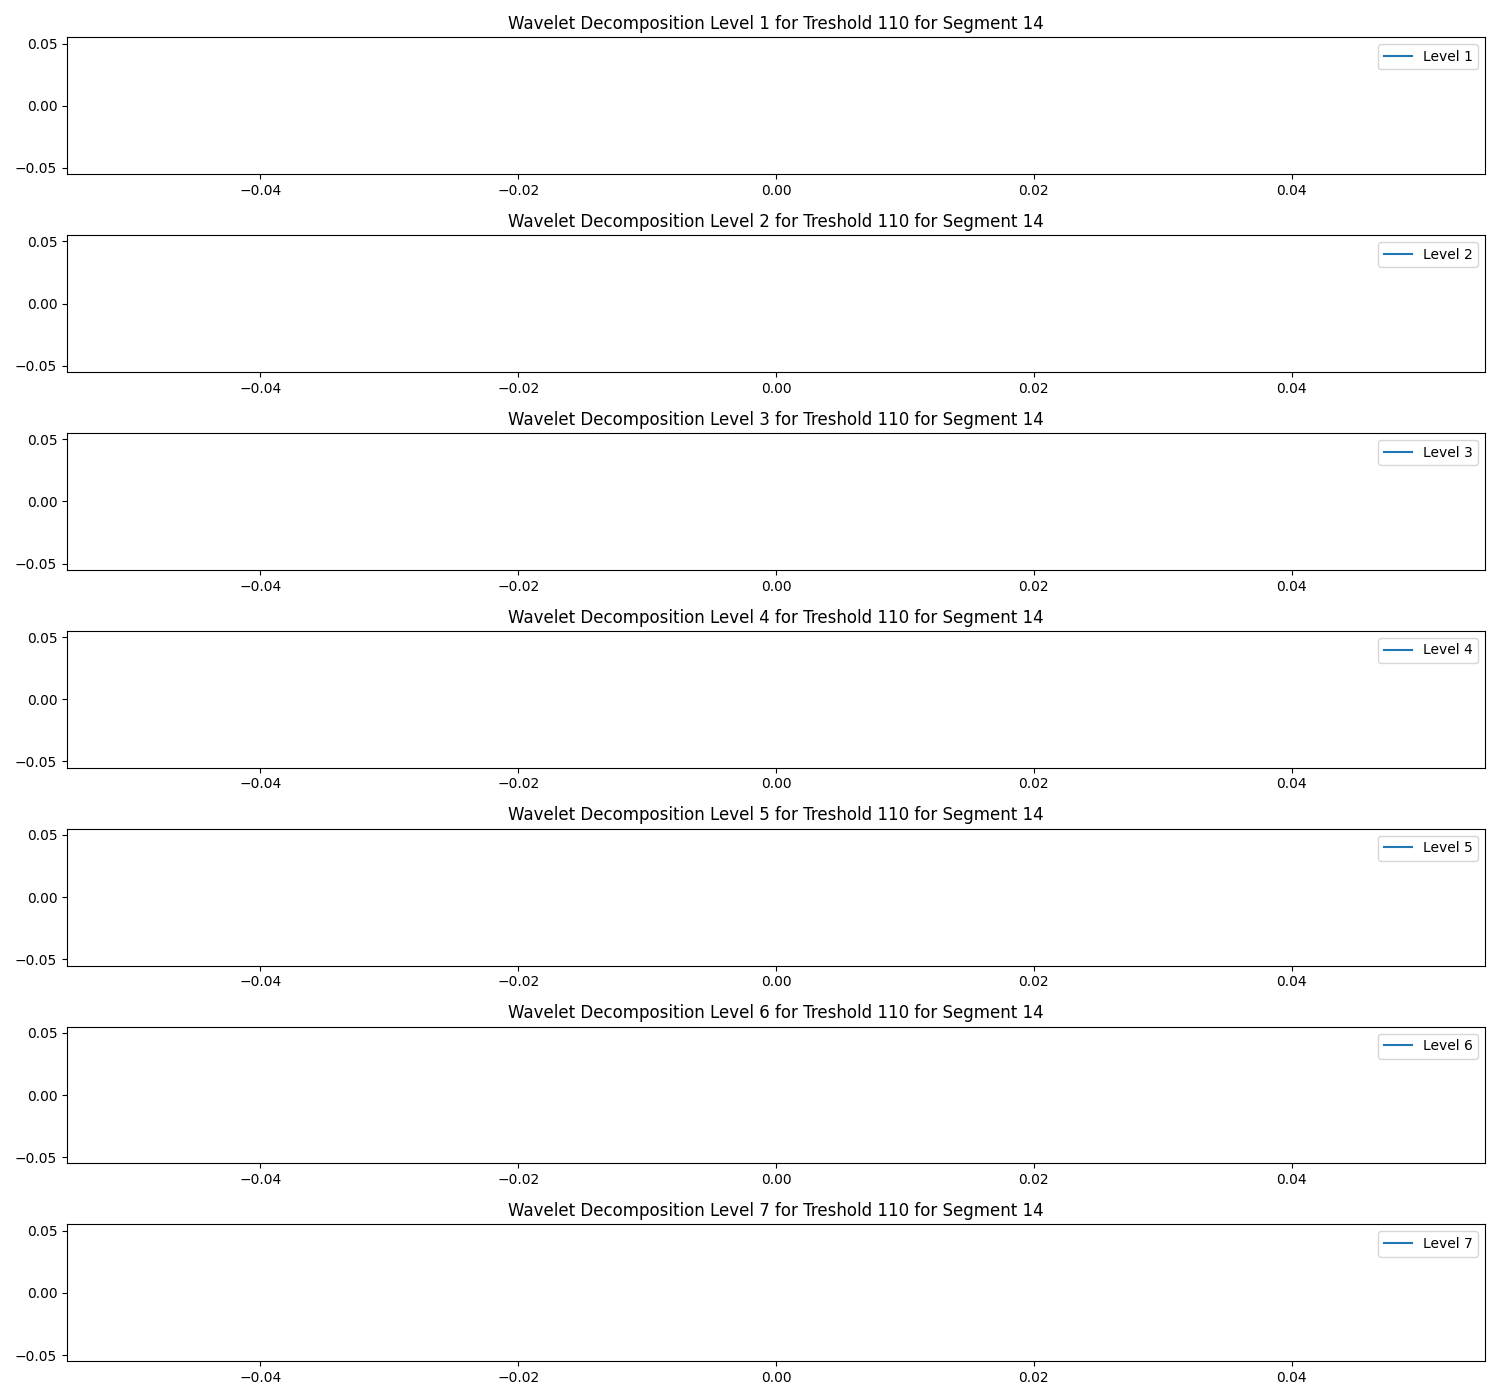 Wavelet Decomposition Level 1 for Treshold 110 for Segment 14
0.05
Level 1
0.00
−0.05
−0.04 −0.02 0.00 0.02 0.04
Wavelet Decomposition Level 2 for Treshold 110 for Segment 14
0.05
Level 2
0.00
−0.05
−0.04 −0.02 0.00 0.02 0.04
Wavelet Decomposition Level 3 for Treshold 110 for Segment 14
0.05
Level 3
0.00
−0.05
−0.04 −0.02 0.00 0.02 0.04
Wavelet Decomposition Level 4 for Treshold 110 for Segment 14
0.05
Level 4
0.00
−0.05
−0.04 −0.02 0.00 0.02 0.04
Wavelet Decomposition Level 5 for Treshold 110 for Segment 14
0.05
Level 5
0.00
−0.05
−0.04 −0.02 0.00 0.02 0.04
Wavelet Decomposition Level 6 for Treshold 110 for Segment 14
0.05
Level 6
0.00
−0.05
−0.04 −0.02 0.00 0.02 0.04
Wavelet Decomposition Level 7 for Treshold 110 for Segment 14
0.05
Level 7
0.00
−0.05
−0.04 −0.02 0.00 0.02 0.04